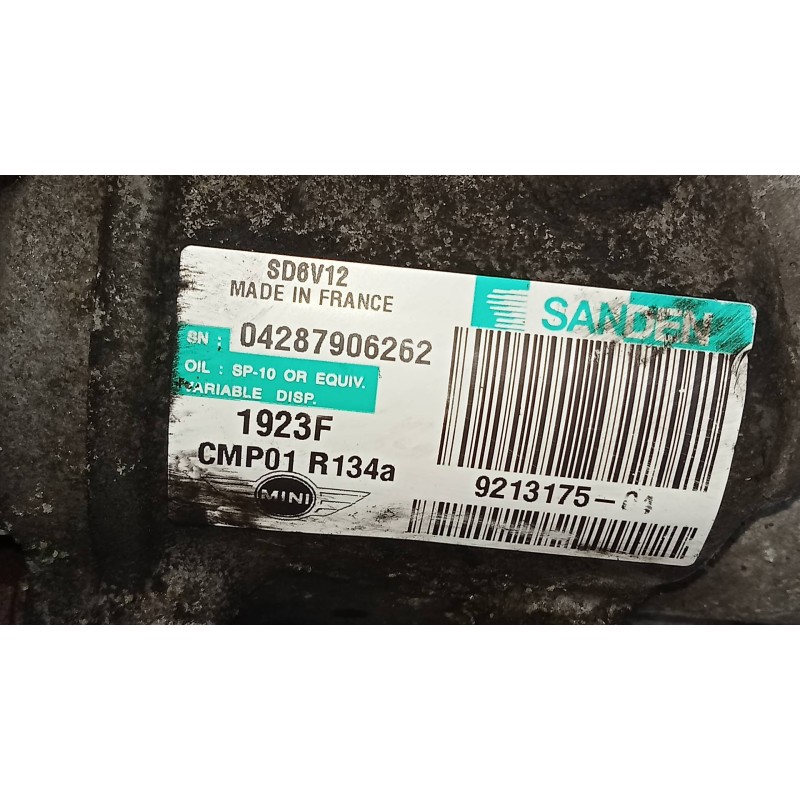 SD6V12
MADE IN FRANCE
SANDEN
SN : 04287906262
OIL : SP-10 OR EQUIV.
VARIABLE DISP.
1923F
CMP01 R134a
MINI
9213175-